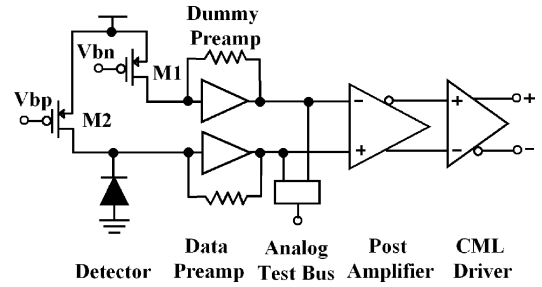 Dummy
Preamp
Vbn
M1
Vbp
M2
−
+
+
−
+
−
Detector
Data
Preamp
Analog
Test Bus
Post
Amplifier
CML
Driver